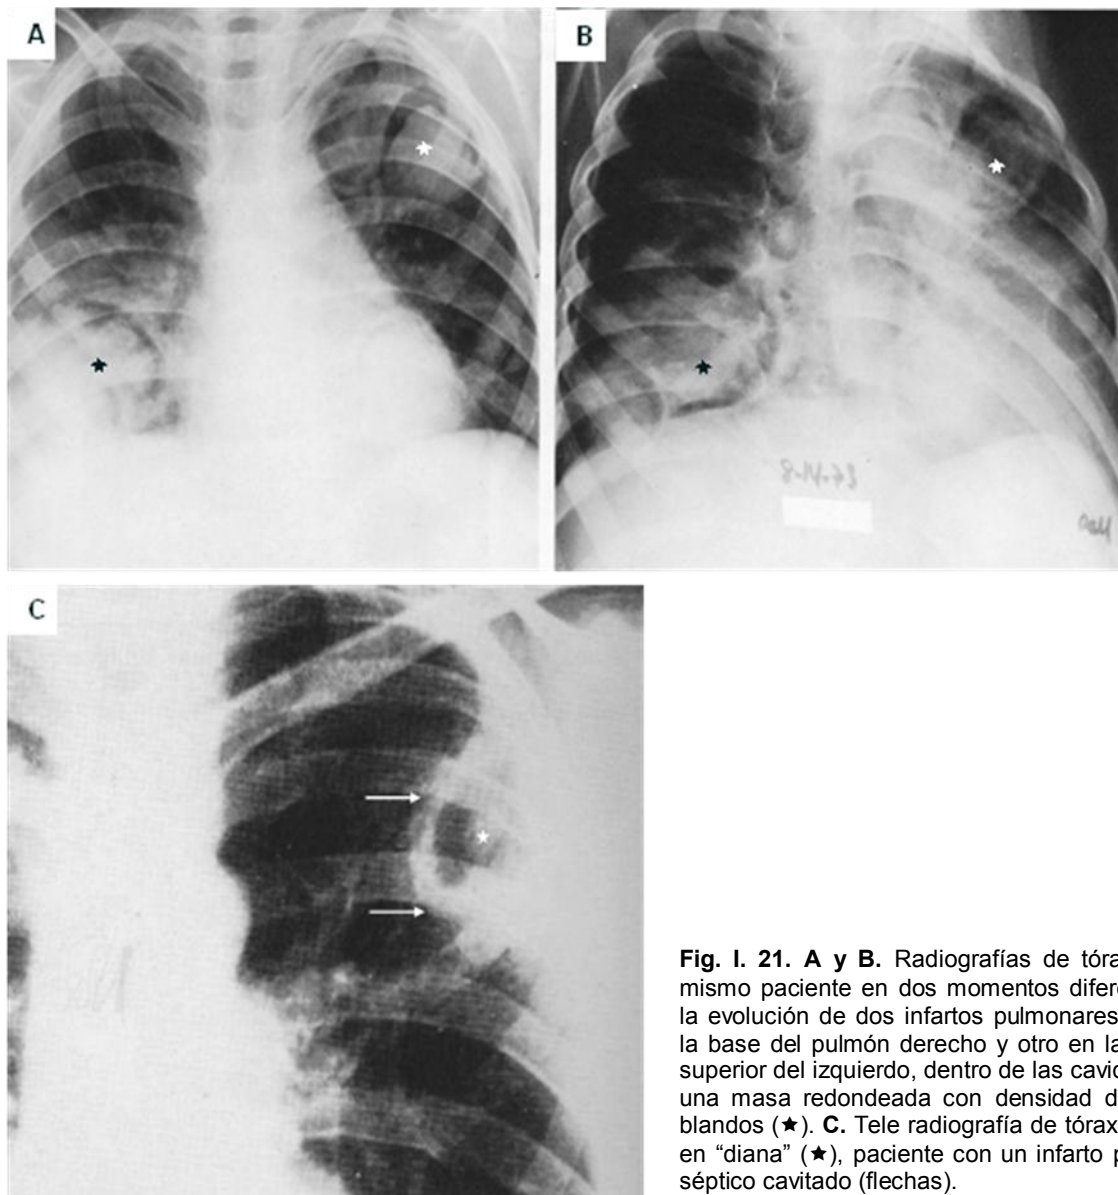 A
B
C
Fig. I. 21. A y B. Radiografías de tóra
mismo paciente en dos momentos difere
la evolución de dos infartos pulmonares
la base del pulmón derecho y otro en la
superior del izquierdo, dentro de las cavid
una masa redondeada con densidad d
blandos (★). C. Tele radiografía de tórax
en “diana” (★), paciente con un infarto p
séptico cavitado (flechas).